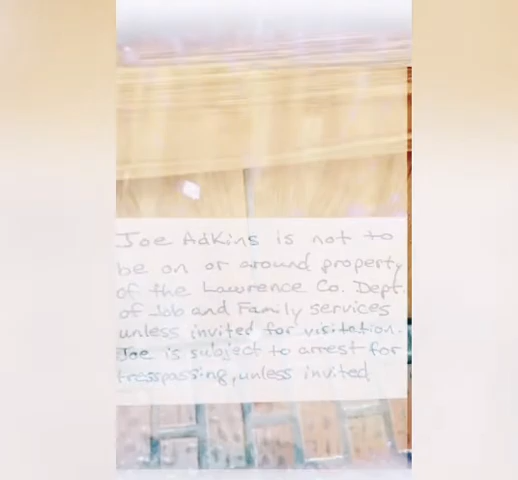 Joe Adkins is not to
be on or around property
of the Lawrence Co. Dept.
of Job and Family services
unless invited for visitation.
Joe is subject to arrest for
tresspassing, unless invited